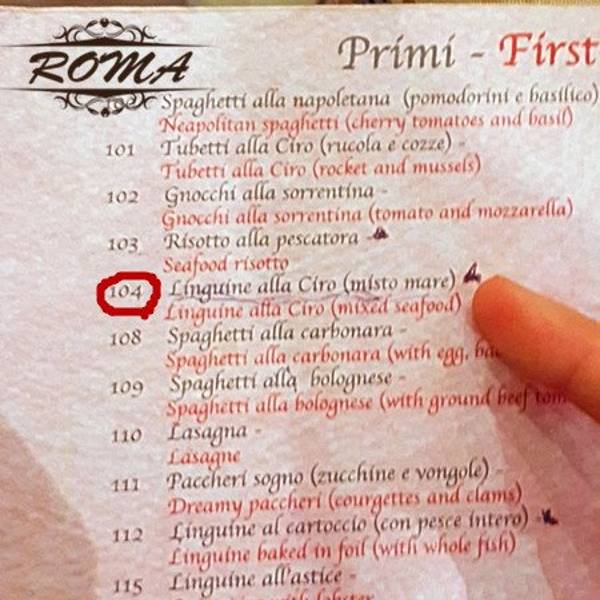 ROMA
Primi - First
Spaghetti alla napoletana (pomodorini e basilico)
Neapolitan spaghetti (cherry tomatoes and basil)
101 Tubetti alla Ciro (rucola e cozze) -
Tubetti alla Ciro (rocket and mussels)
102 Gnocchi alla sorrentina -
Gnocchi alla sorrentina (tomato and mozzarella)
103 Risotto alla pescatora -
Seafood risotto
104 Linguine alla Ciro (misto mare)
Linguine alla Ciro (mixed seafood)
108 Spaghetti alla carbonara -
Spaghetti alla carbonara (with egg,
109 Spaghetti alla bolognese -
Spaghetti alla bolognese (with ground beef
110 Lasagna -
Lasagne
111 Paccheri sogno (zucchine e vongole) -
Dreamy paccheri (courgettes and clams)
112 Linguine al cartoccio (con pesce intero) -
Linguine baked in foil (with whole fish)
115 Linguine all'astice -